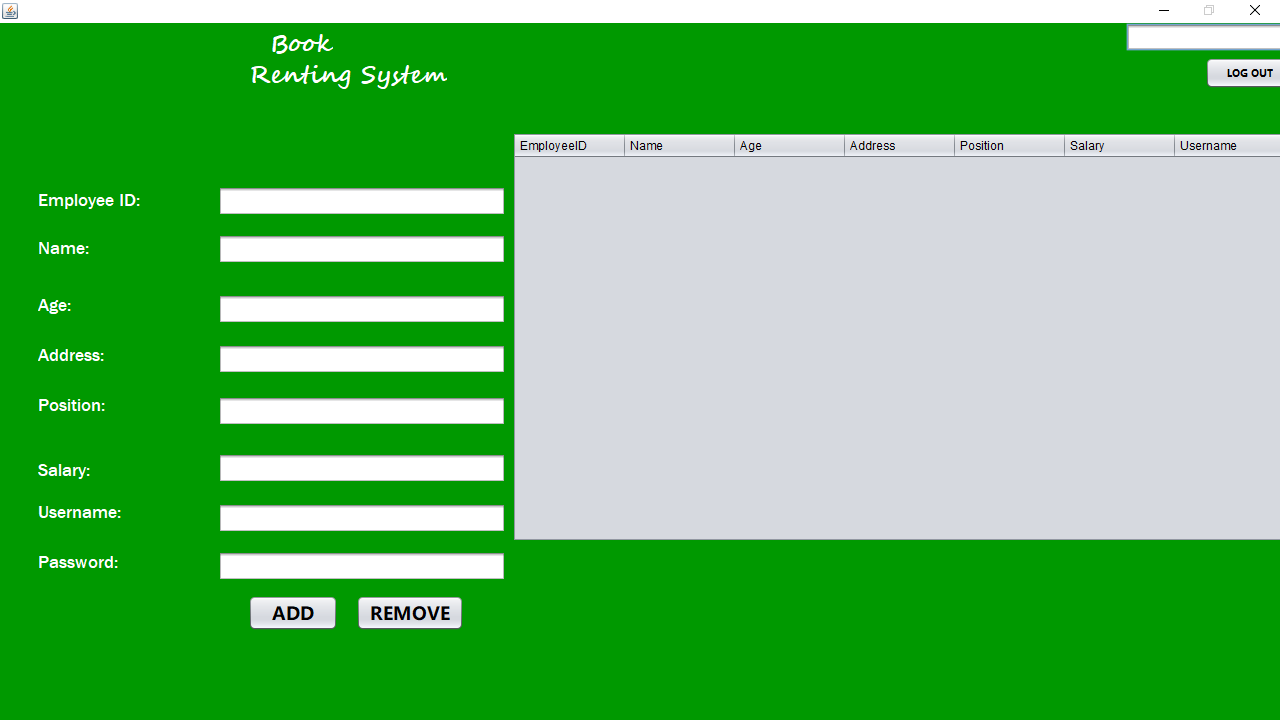 Book
Renting System
LOG OUT
EmployeeID Name Age Address Position Salary Username
Employee ID:
Name:
Age:
Address:
Position:
Salary:
Username:
Password:
ADD REMOVE